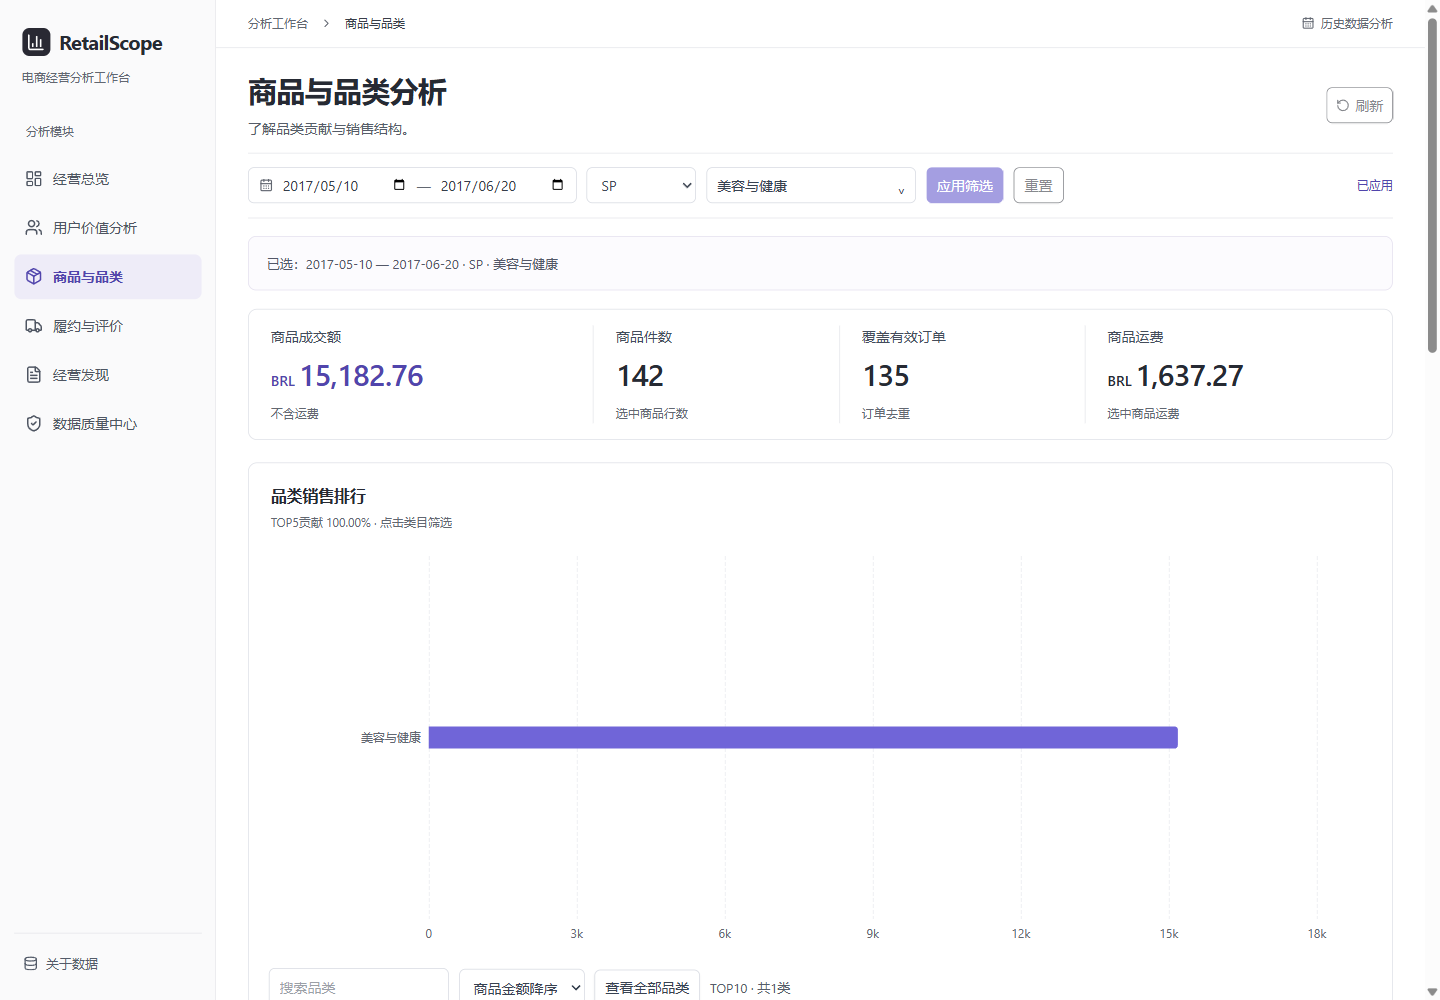 RetailScope
电商经营分析工作台
分析模块
经营总览
用户价值分析
商品与品类
履约与评价
经营发现
数据质量中心
关于数据
分析工作台 > 商品与品类
历史数据分析
商品与品类分析
了解品类贡献与销售结构。
刷新
2017/05/10 — 2017/06/20 SP 美容与健康 应用筛选 重置 已应用
已选：2017-05-10 — 2017-06-20 · SP · 美容与健康
商品成交额 商品件数 覆盖有效订单 商品运费
BRL 15,182.76 142 135 BRL 1,637.27
不含运费 选中商品行数 订单去重 选中商品运费
品类销售排行
TOP5贡献 100.00% · 点击类目筛选
美容与健康
0 3k 6k 9k 12k 15k 18k
搜索品类 商品金额降序 查看全部品类 TOP10 · 共1类